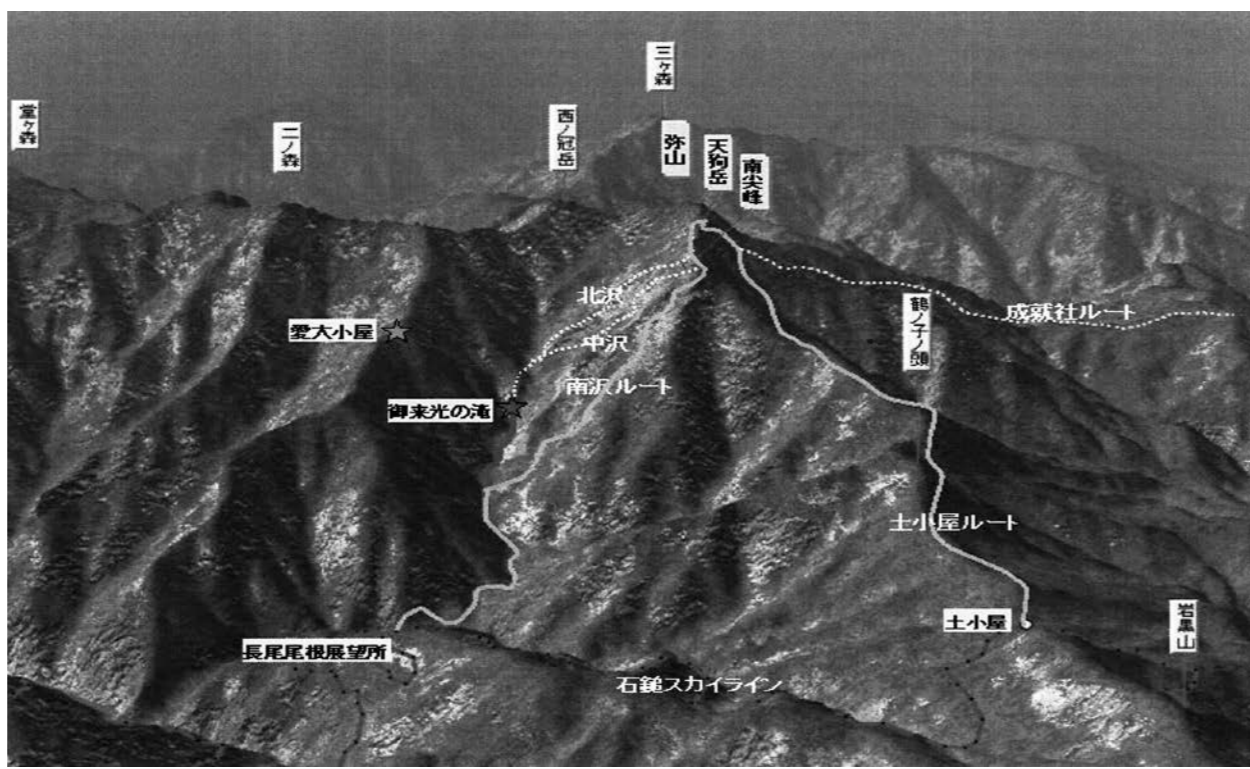 三ヶ森
堂ヶ森
二ノ森
西ノ冠岳
弥山
天狗岳
南尖峰
北沢
成就社ルート
鶴ノ子ノ頭
愛大小屋
中沢
南沢ルート
御来光の滝
土小屋ルート
土小屋
岩黒山
長尾尾根展望所
石鎚スカイライン